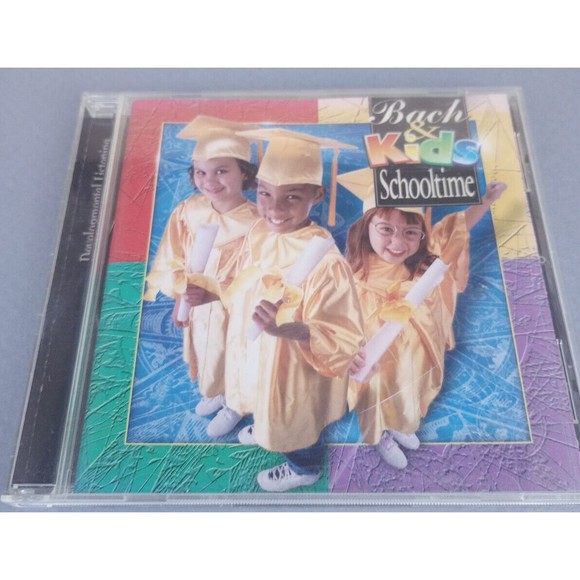 Bach
&
Kids
Schooltime
Developmental Listening